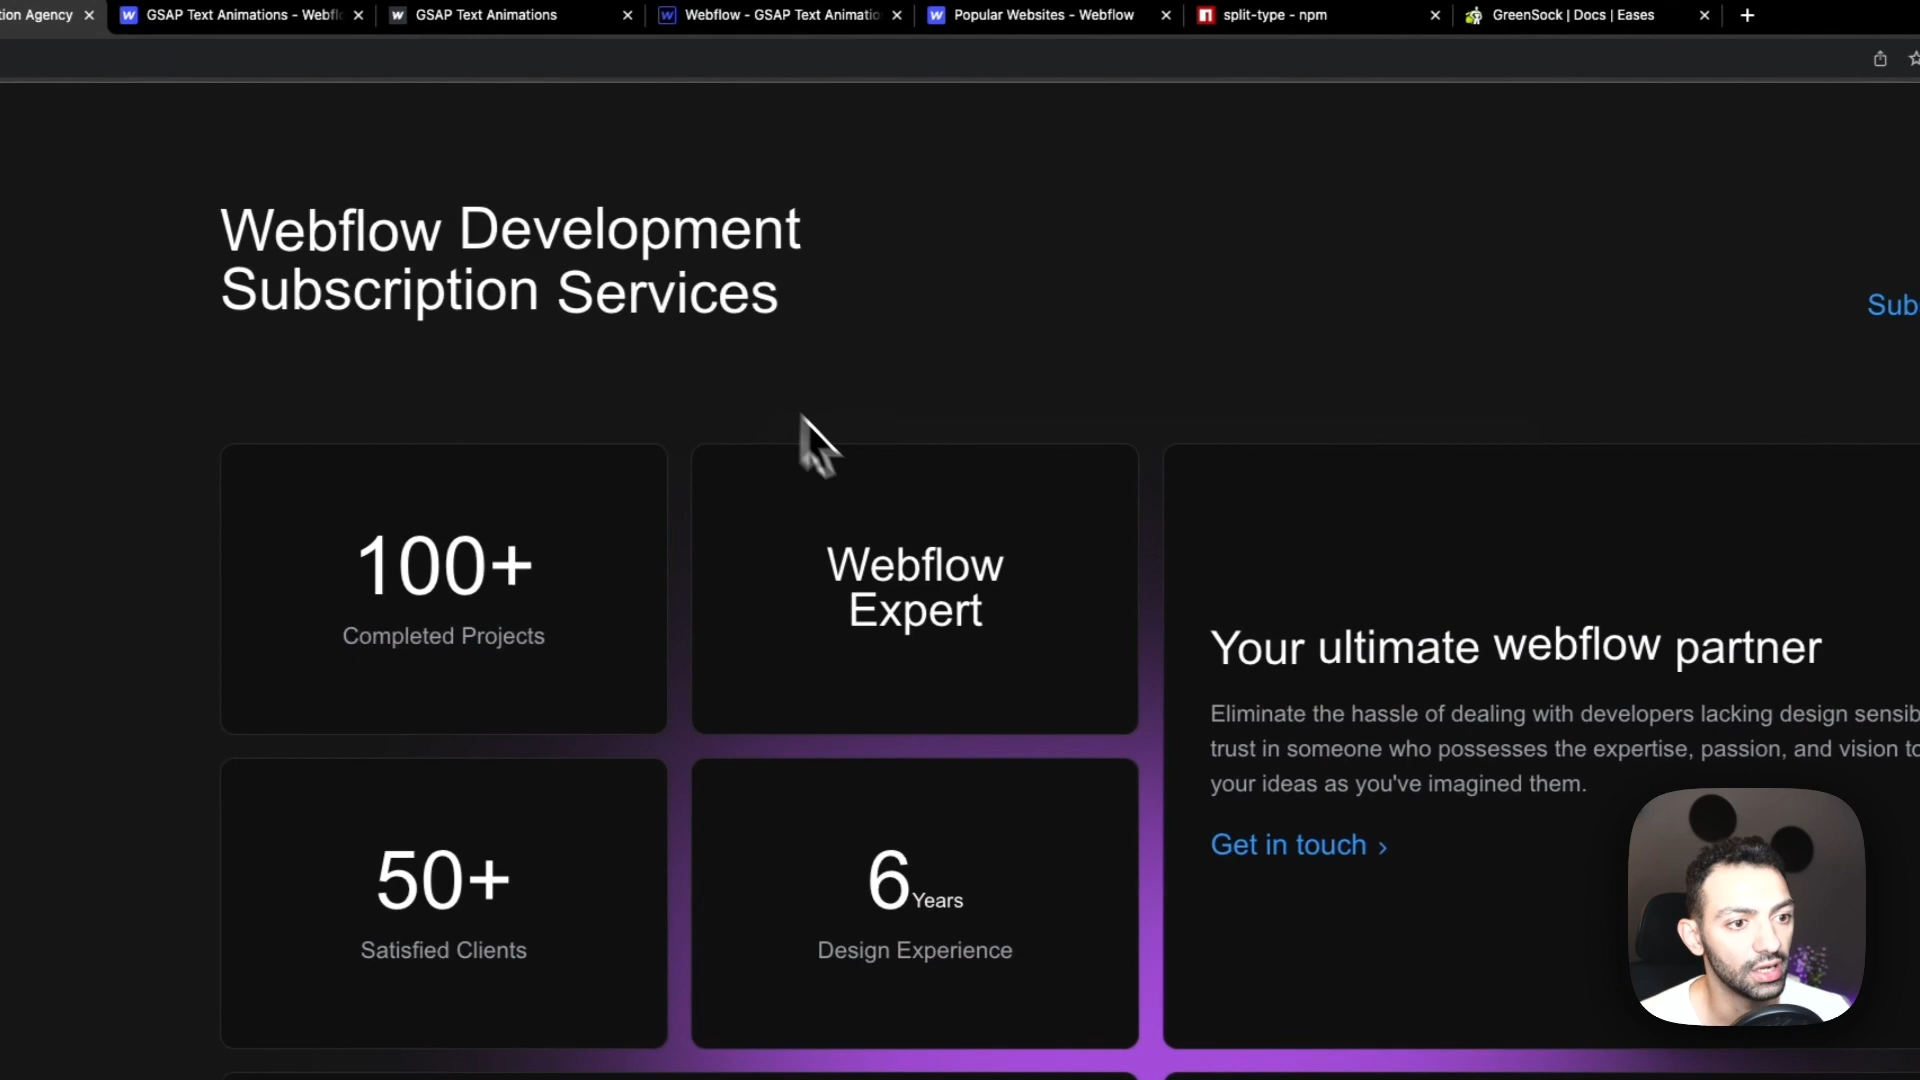 tion Agency
GSAP Text Animations - Webfl
GSAP Text Animations
Webflow - GSAP Text Animatio
Popular Websites - Webflow
split-type - npm
GreenSock | Docs | Eases
Webflow Development
Subscription Services
Subs
100+
Completed Projects
Webflow
Expert
Your ultimate webflow partner
Eliminate the hassle of dealing with developers lacking design sensib
trust in someone who possesses the expertise, passion, and vision to
your ideas as you've imagined them.
Get in touch ›
50+
Satisfied Clients
6 Years
Design Experience